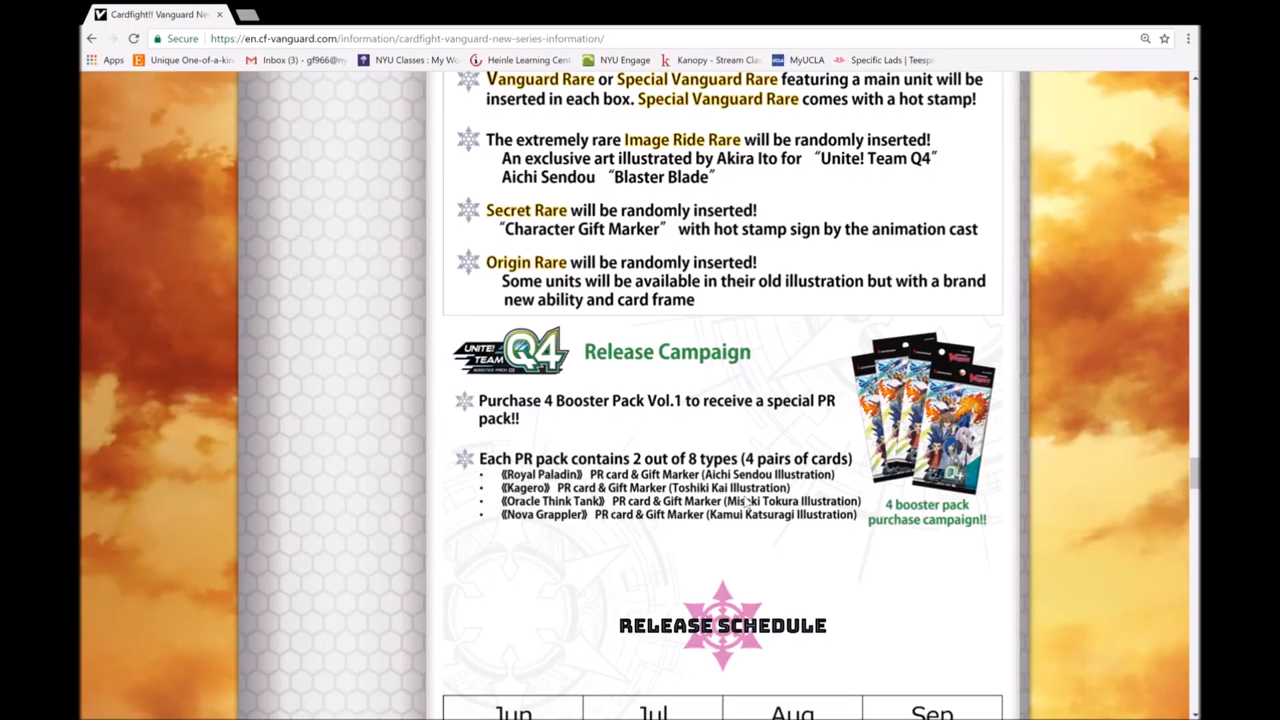 Cardfight!! Vanguard Ne
Secure https://en.cf-vanguard.com/information/cardfight-vanguard-new-series-information/
Apps Unique One-of-a-kin Inbox (3) - gf966@ny NYU Classes : My Wo Heinle Learning Cent NYU Engage Kanopy - Stream Clas MyUCLA Specific Lads | Teesp
Vanguard Rare or Special Vanguard Rare featuring a main unit will be
inserted in each box. Special Vanguard Rare comes with a hot stamp!
The extremely rare Image Ride Rare will be randomly inserted!
An exclusive art illustrated by Akira Ito for "Unite! Team Q4"
Aichi Sendou "Blaster Blade"
Secret Rare will be randomly inserted!
"Character Gift Marker" with hot stamp sign by the animation cast
Origin Rare will be randomly inserted!
Some units will be available in their old illustration but with a brand
new ability and card frame
UNITE! TEAM Q4 Release Campaign
Purchase 4 Booster Pack Vol.1 to receive a special PR
pack!!
Each PR pack contains 2 out of 8 types (4 pairs of cards)
• 《Royal Paladin》 PR card & Gift Marker (Aichi Sendou Illustration)
• 《Kagero》 PR card & Gift Marker (Toshiki Kai Illustration)
• 《Oracle Think Tank》 PR card & Gift Marker (Misaki Tokura Illustration)
• 《Nova Grappler》 PR card & Gift Marker (Kamui Katsuragi Illustration)
4 booster pack
purchase campaign!!
RELEASE SCHEDULE
Jun Jul Aug Sep